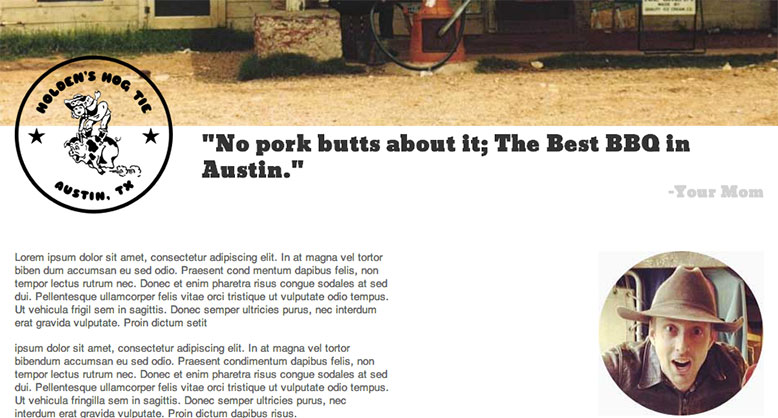 HOLDEN'S HOG TIE
AUSTIN, TX
"No pork butts about it; The Best BBQ in
Austin."
-Your Mom
Lorem ipsum dolor sit amet, consectetur adipiscing elit. In at magna vel tortor
biben dum accumsan eu sed odio. Praesent cond mentum dapibus felis, non
tempor lectus rutrum nec. Donec et enim pharetra risus congue sodales at sed
dui. Pellentesque ullamcorper felis vitae orci tristique ut vulputate odio tempus.
Ut vehicula frigil sem in sagittis. Donec semper ultricies purus, nec interdum
erat gravida vulputate. Proin dictum setit
ipsum dolor sit amet, consectetur adipiscing elit. In at magna vel tortor
bibendum accumsan eu sed odio. Praesent condimentum dapibus felis, non
tempor lectus rutrum nec. Donec et enim pharetra risus congue sodales at sed
dui. Pellentesque ullamcorper felis vitae orci tristique ut vulputate odio tempus.
Ut vehicula fringilla sem in sagittis. Donec semper ultricies purus, nec
interdum erat gravida vulputate. Proin dictum dapibus risus.